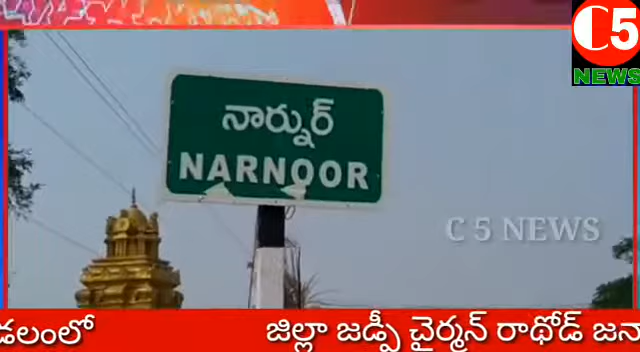 C5
NEWS
నార్నూర్
NARNOOR
C 5 NEWS
డలంలో జిల్లా జడ్పీ చైర్మన్ రాథోడ్ జనా